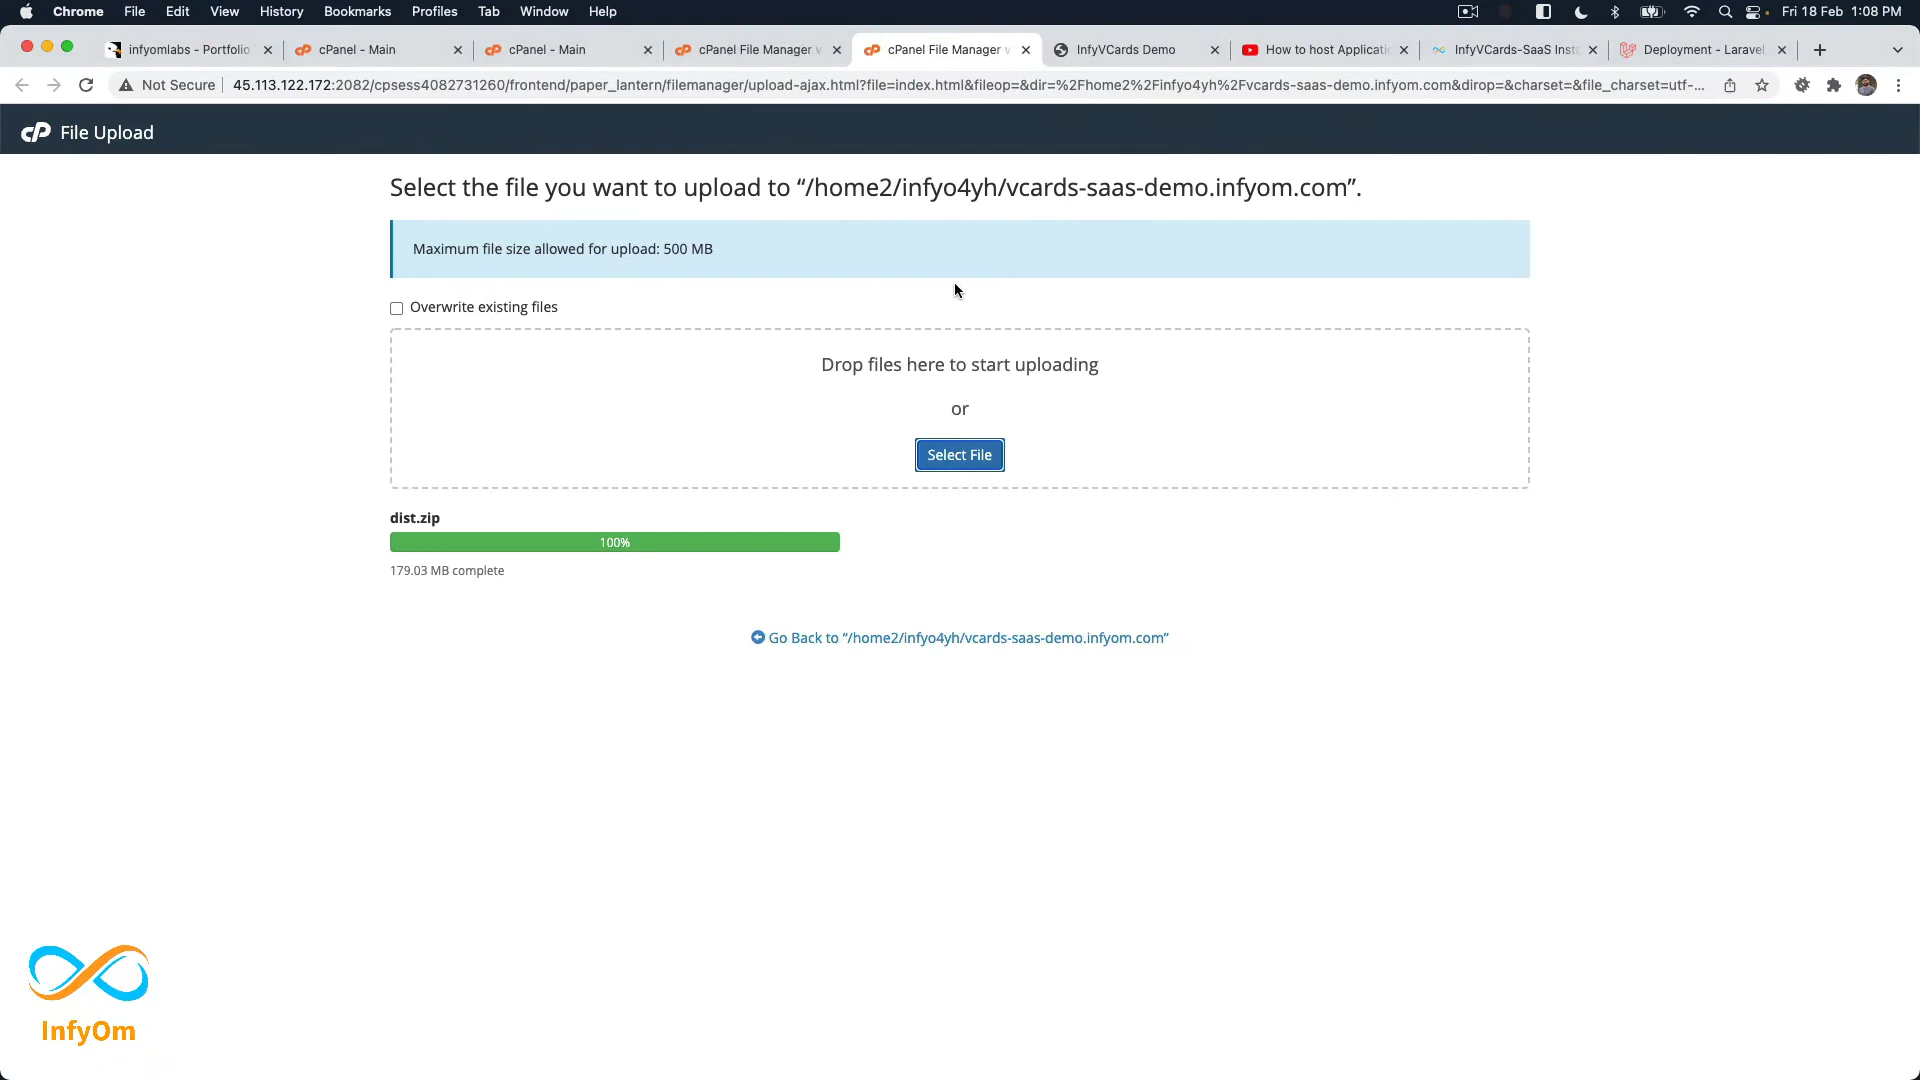 Chrome File Edit View History Bookmarks Profiles Tab Window Help Fri 18 Feb 1:08 PM
infyomlabs - Portfolio cPanel - Main cPanel - Main cPanel File Manager v cPanel File Manager v InfyVCards Demo How to host Applicati InfyVCards-SaaS Inst Deployment - Laravel
Not Secure 45.113.122.172:2082/cpsess4082731260/frontend/paper_lantern/filemanager/upload-ajax.html?file=index.html&fileop=&dir=%2Fhome2%2Finfyo4yh%2Fvcards-saas-demo.infyom.com&dirop=&charset=&file_charset=utf-...
cP File Upload
Select the file you want to upload to “/home2/infyo4yh/vcards-saas-demo.infyom.com”.
Maximum file size allowed for upload: 500 MB
Overwrite existing files
Drop files here to start uploading
or
Select File
dist.zip
100%
179.03 MB complete
Go Back to “/home2/infyo4yh/vcards-saas-demo.infyom.com”
InfyOm